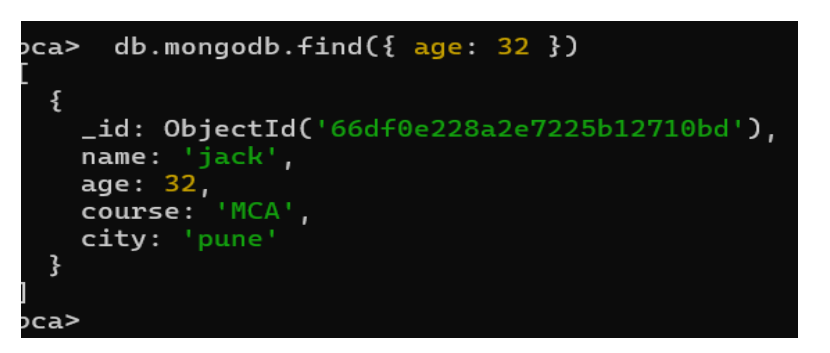 ca>  db.mongodb.find({ age: 32 })
[
  {
    _id: ObjectId('66df0e228a2e7225b12710bd'),
    name: 'jack',
    age: 32,
    course: 'MCA',
    city: 'pune'
  }
]
ca>